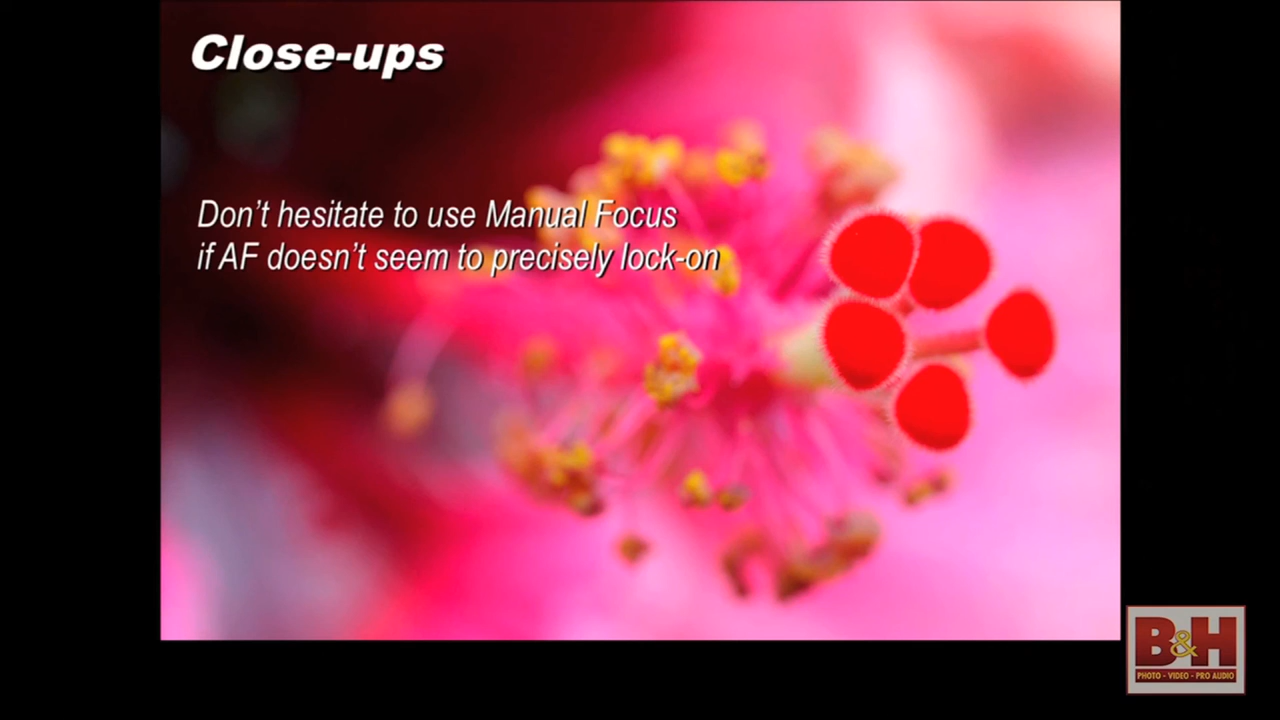 Close-ups
Don't hesitate to use Manual Focus
if AF doesn't seem to precisely lock-on
B&H
PHOTO - VIDEO - PRO AUDIO